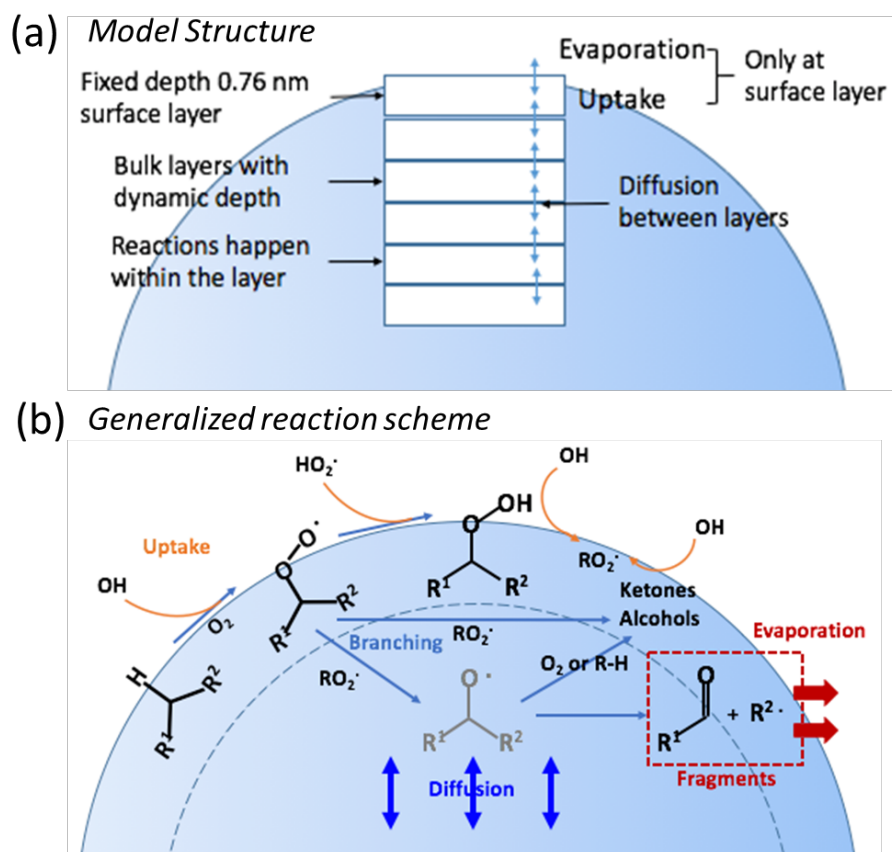 (a) Model Structure
Fixed depth 0.76 nm
surface layer
Evaporation
Uptake
Only at
surface layer
Bulk layers with
dynamic depth
Diffusion
between layers
Reactions happen
within the layer
(b) Generalized reaction scheme
HO₂·
OH
OH
Uptake
OH
O₂
O·
O
R¹
R²
OH
O
R¹
R²
RO₂·
Ketones
Alcohols
Branching
RO₂·
RO₂·
O₂ or R-H
Evaporation
H
R²
R¹
O·
R¹
R²
O
R¹
+ R²·
Fragments
Diffusion